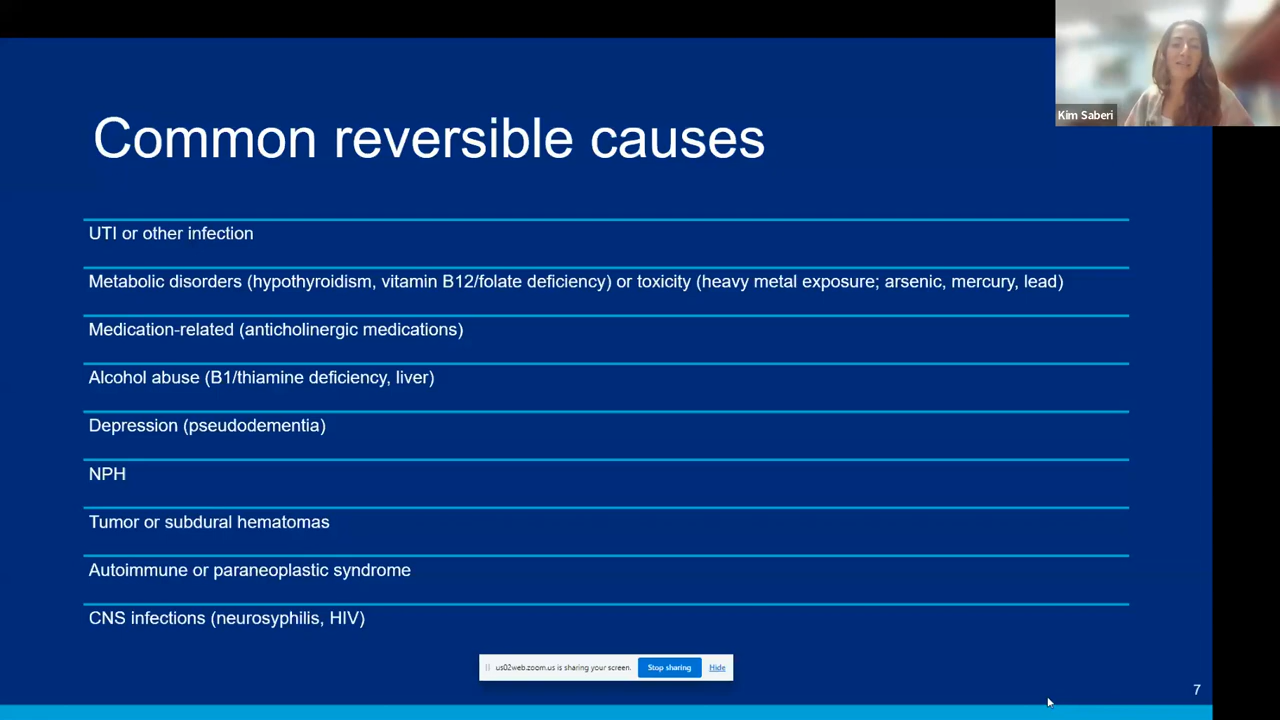 Kim Saberi
Common reversible causes
UTI or other infection
Metabolic disorders (hypothyroidism, vitamin B12/folate deficiency) or toxicity (heavy metal exposure; arsenic, mercury, lead)
Medication-related (anticholinergic medications)
Alcohol abuse (B1/thiamine deficiency, liver)
Depression (pseudodementia)
NPH
Tumor or subdural hematomas
Autoimmune or paraneoplastic syndrome
CNS infections (neurosyphilis, HIV)
us02web.zoom.us is sharing your screen. Stop sharing Hide
7